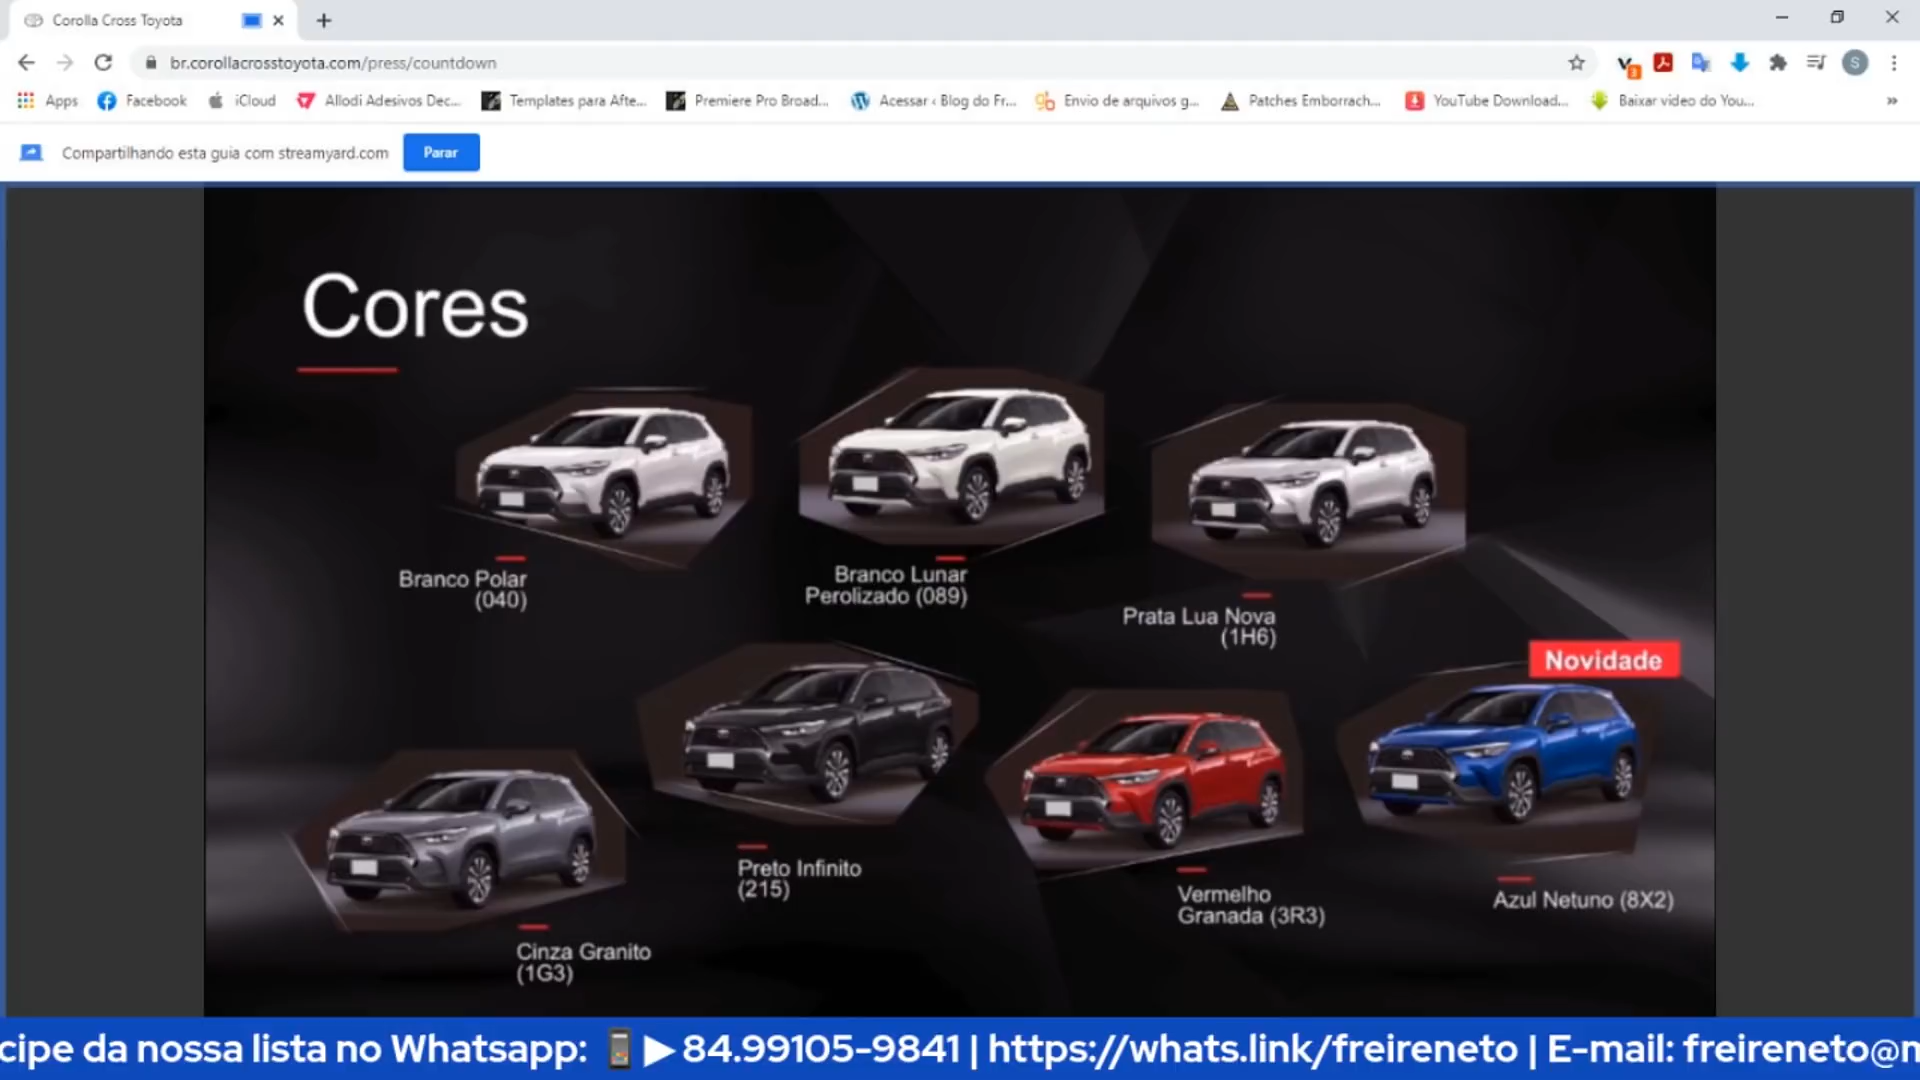 Corolla Cross Toyota
br.corollacrosstoyota.com/press/countdown
S
Apps
Facebook
iCloud
Allodi Adesivos Dec...
Templates para Afte...
Premiere Pro Broad...
Acessar ‹ Blog do Fr...
Envio de arquivos g...
Patches Emborrach...
YouTube Download...
Baixar video do You...
»
Compartilhando esta guia com streamyard.com
Parar
Cores
Branco Polar
(040)
Branco Lunar
Perolizado (089)
Prata Lua Nova
(1H6)
Novidade
Preto Infinito
(215)
Vermelho
Granada (3R3)
Azul Netuno (8X2)
Cinza Granito
(1G3)
cipe da nossa lista no Whatsapp: 📱▶84.99105-9841 | https://whats.link/freireneto | E-mail: freireneto@